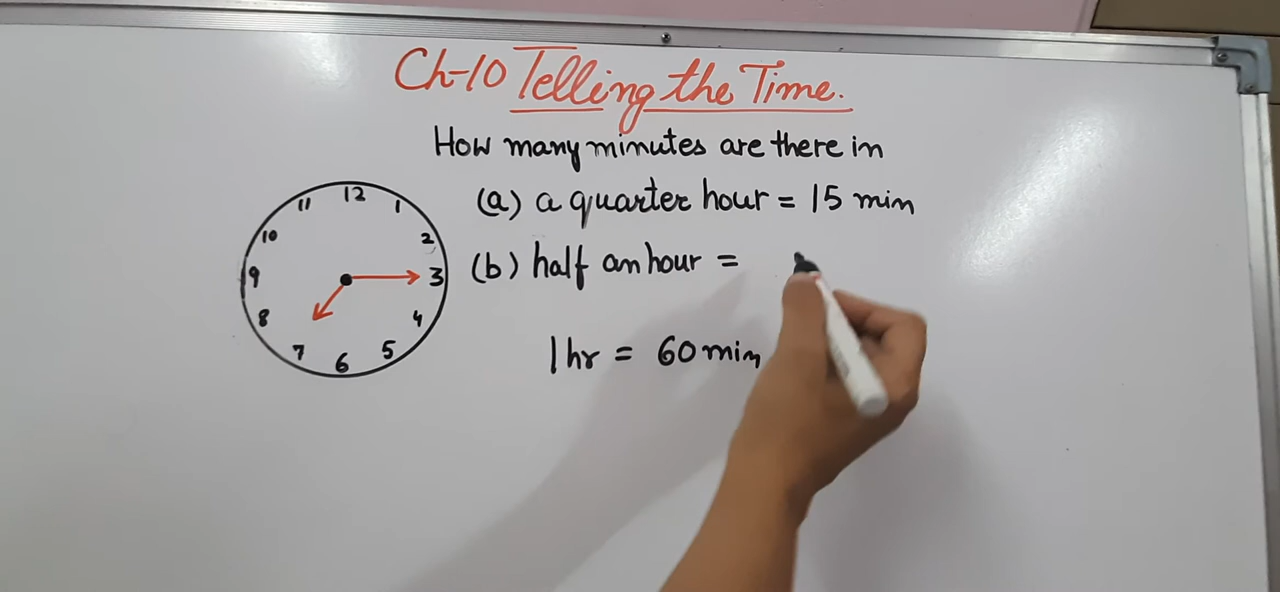 Ch-10 Telling the Time.
How many minutes are there in
(a) a quarter hour = 15 min
(b) half an hour =
1 hr = 60 min
12
11 1
10 2
9 3
8 4
7 5
6